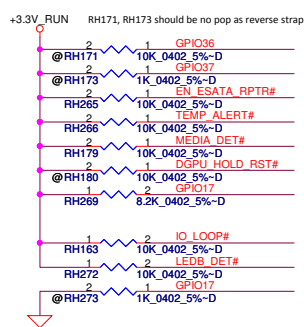 +3.3V_RUN RH171, RH173 should be no pop as reverse strap
2 1 GPIO36
@RH171 10K_0402_5%~D
2 1 GPIO37
@RH173 1K_0402_5%~D
2 1 EN_ESATA_RPTR#
RH265 10K_0402_5%~D
2 1 TEMP_ALERT#
RH266 10K_0402_5%~D
2 1 MEDIA_DET#
RH179 10K_0402_5%~D
2 1 DGPU_HOLD_RST#
@RH180 10K_0402_5%~D
1 2 GPIO17
RH269 8.2K_0402_5%~D
1 2 IO_LOOP#
RH163 10K_0402_5%~D
1 2 LEDB_DET#
RH272 10K_0402_5%~D
2 1 GPIO17
@RH273 1K_0402_5%~D